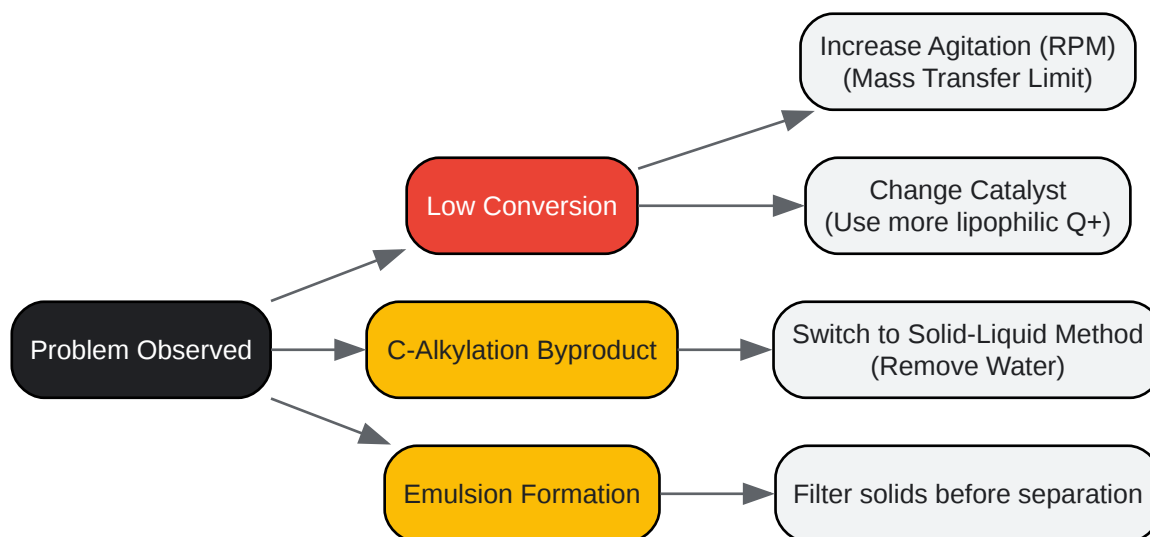 Problem Observed
Low Conversion
C-Alkylation Byproduct
Emulsion Formation
Increase Agitation (RPM)
(Mass Transfer Limit)
Change Catalyst
(Use more lipophilic Q+)
Switch to Solid-Liquid Method
(Remove Water)
Filter solids before separation